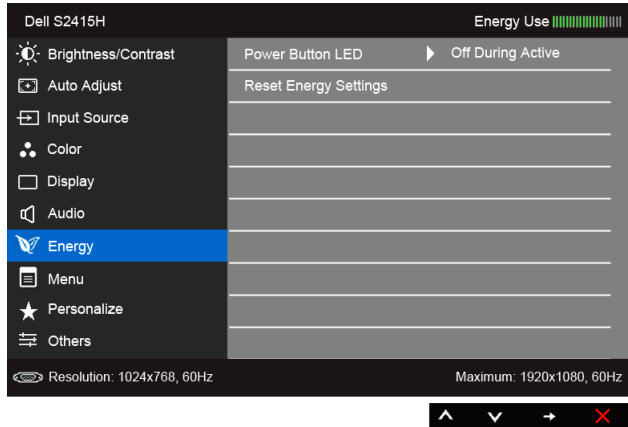 Dell S2415H Energy Use
Brightness/Contrast Power Button LED Off During Active
Auto Adjust Reset Energy Settings
Input Source
Color
Display
Audio
Energy
Menu
Personalize
Others
Resolution: 1024x768, 60Hz Maximum: 1920x1080, 60Hz